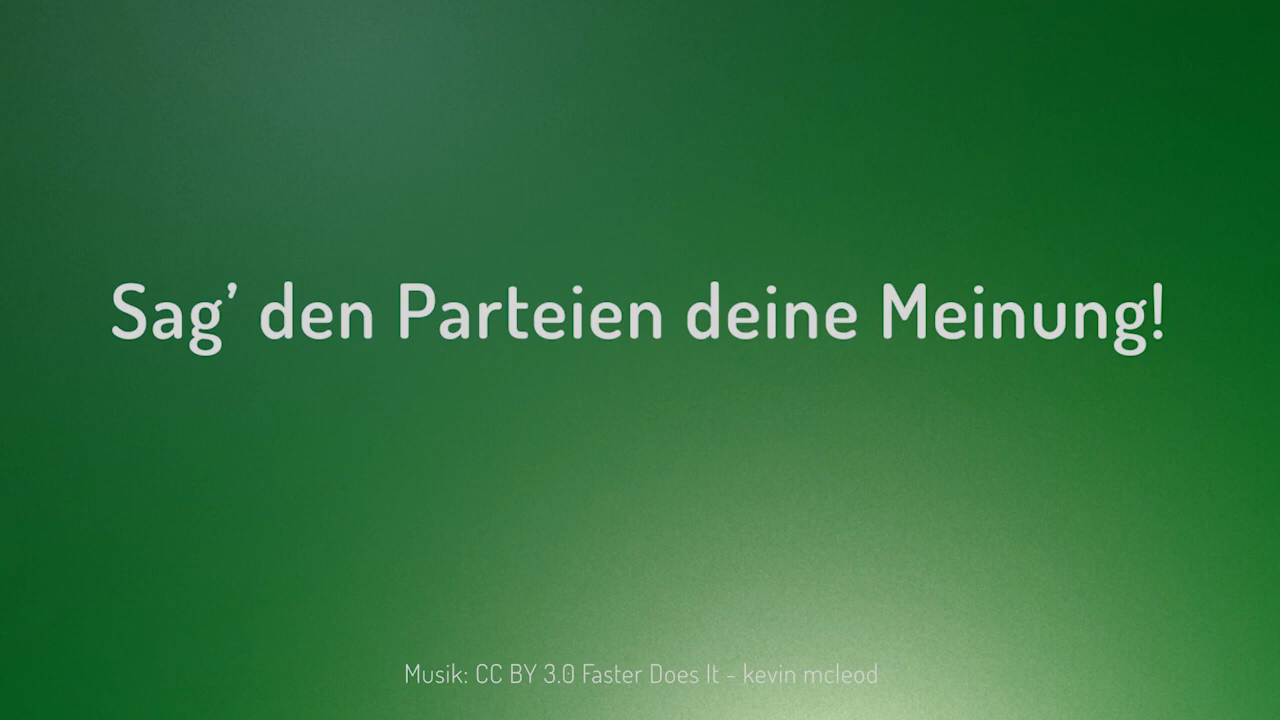 Sag’ den Parteien deine Meinung!
Musik: CC BY 3.0 Faster Does It - kevin mcleod